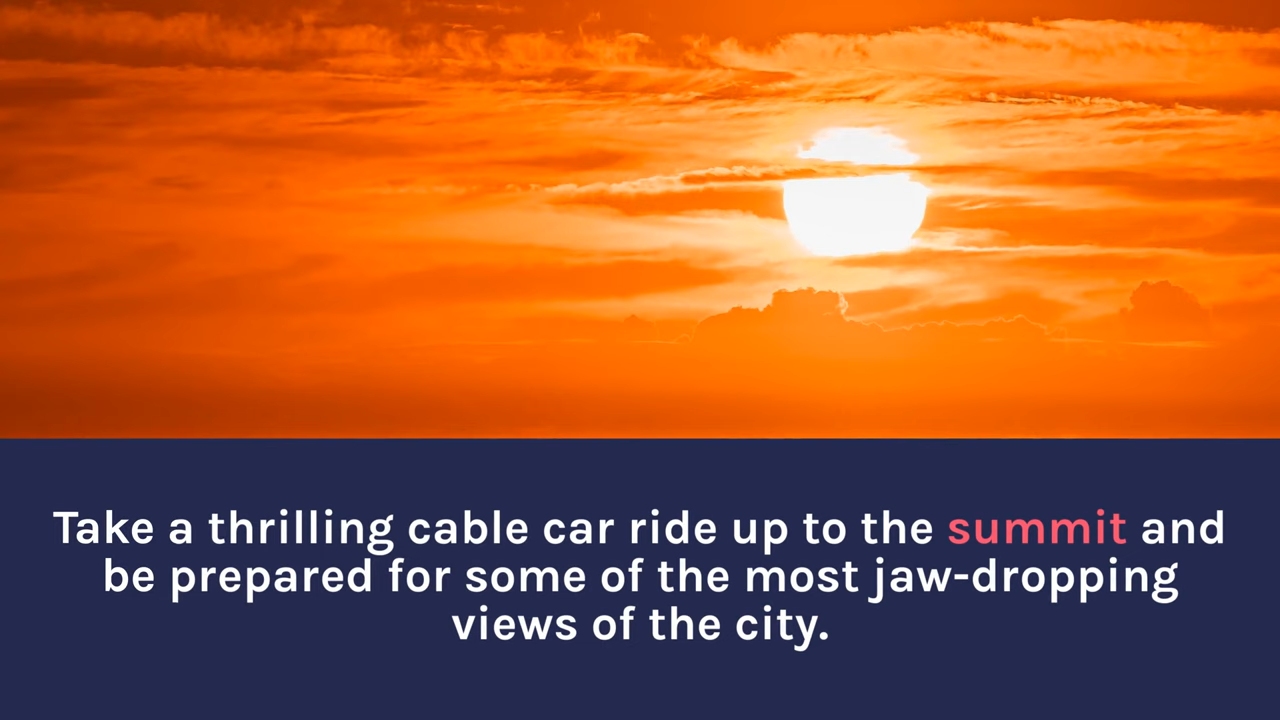 Take a thrilling cable car ride up to the summit and
be prepared for some of the most jaw-dropping
views of the city.